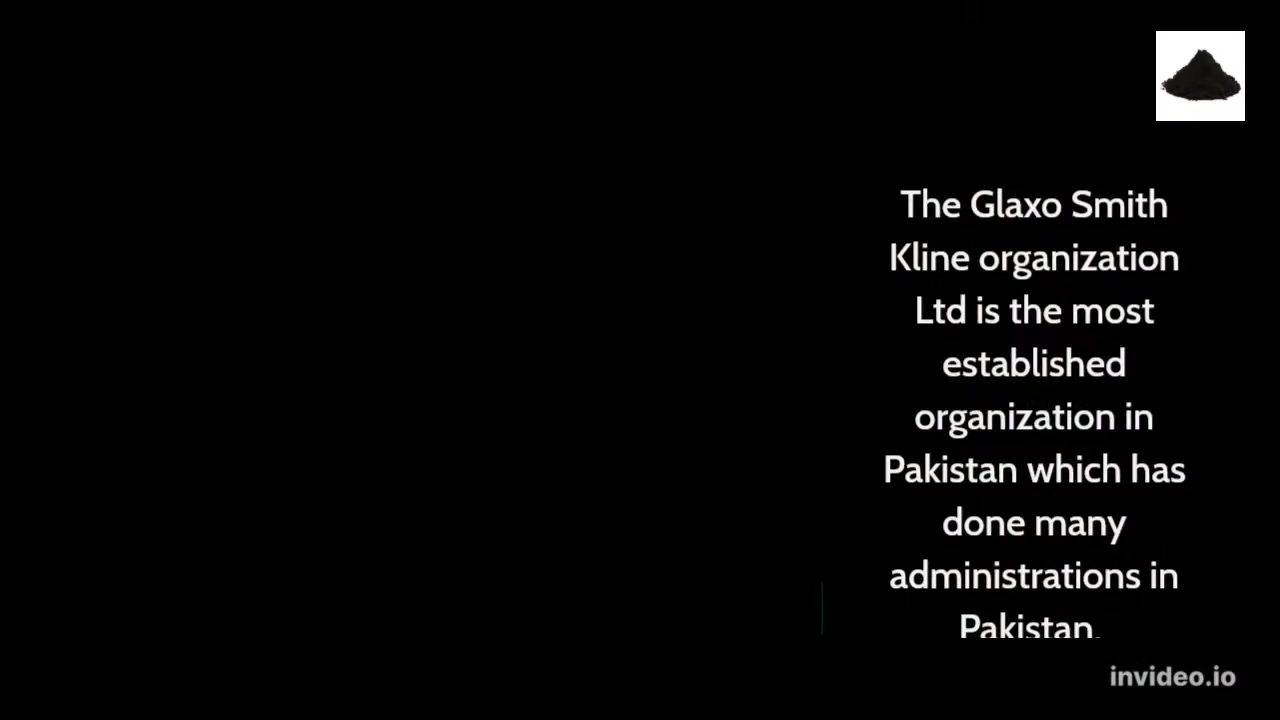 The Glaxo Smith
Kline organization
Ltd is the most
established
organization in
Pakistan which has
done many
administrations in
Pakistan.
invideo.io